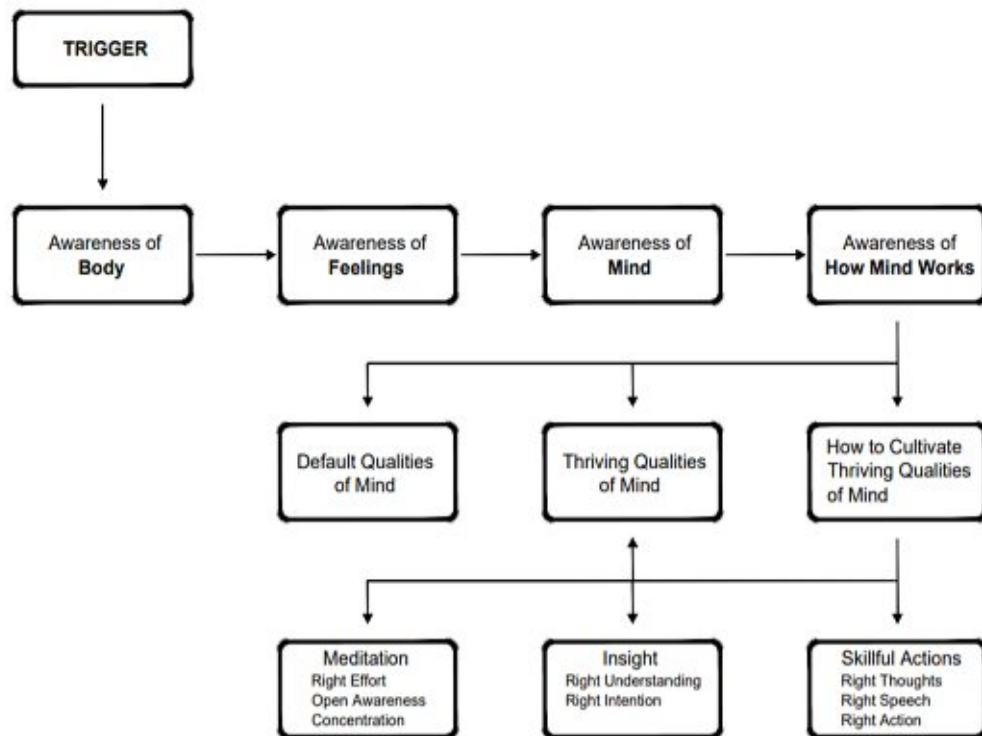 TRIGGER
Awareness of
Body
Awareness of
Feelings
Awareness of
Mind
Awareness of
How Mind Works
Default Qualities
of Mind
Thriving Qualities
of Mind
How to Cultivate
Thriving Qualities
of Mind
Meditation
Right Effort
Open Awareness
Concentration
Insight
Right Understanding
Right Intention
Skillful Actions
Right Thoughts
Right Speech
Right Action